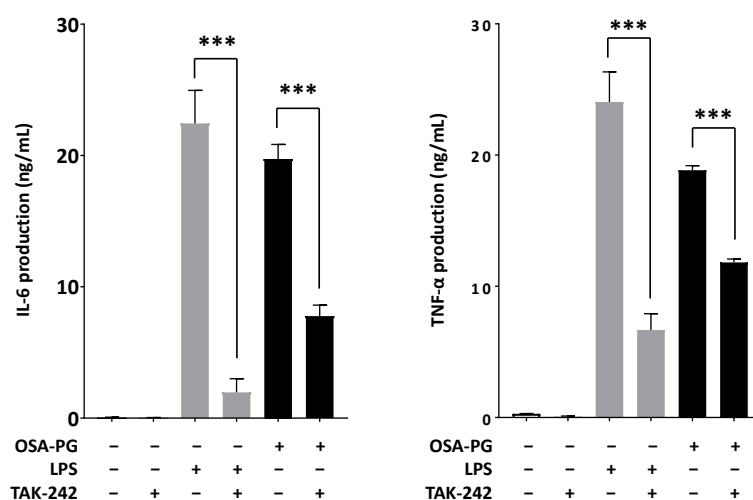 IL-6 production (ng/mL)
30
20
10
0
***
***
OSA-PG – – – – + +
LPS – – + + – –
TAK-242 – + – + – +
TNF-α production (ng/mL)
30
20
10
0
***
***
OSA-PG – – – – + +
LPS – – + + – –
TAK-242 – + – + – +